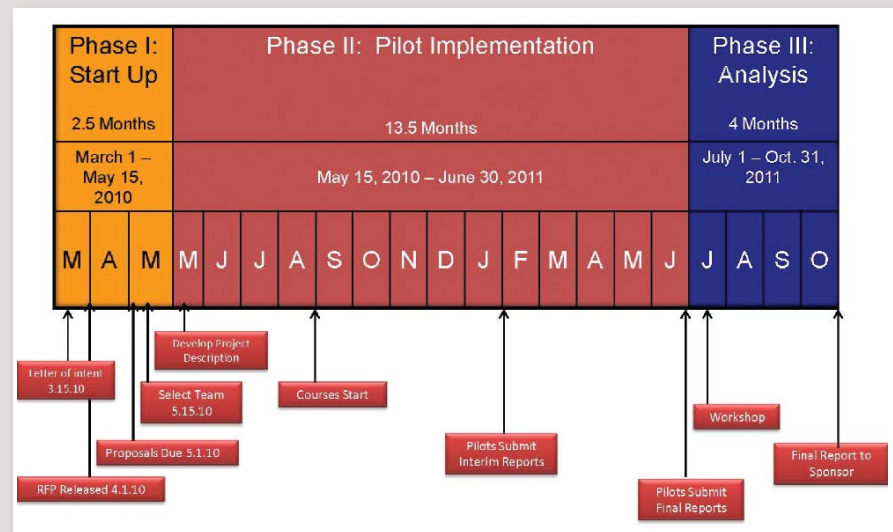 Phase I:
Start Up
2.5 Months
March 1 –
May 15,
2010
Phase II: Pilot Implementation
13.5 Months
May 15, 2010 – June 30, 2011
Phase III:
Analysis
4 Months
July 1 – Oct. 31,
2011
M A M M J J A S O N D J F M A M J J A S O
Letter of intent
3.15.10
RFP Released 4.1.10
Proposals Due 5.1.10
Select Team
5.15.10
Develop Project
Description
Courses Start
Pilots Submit
Interim Reports
Pilots Submit
Final Reports
Workshop
Final Report to
Sponsor